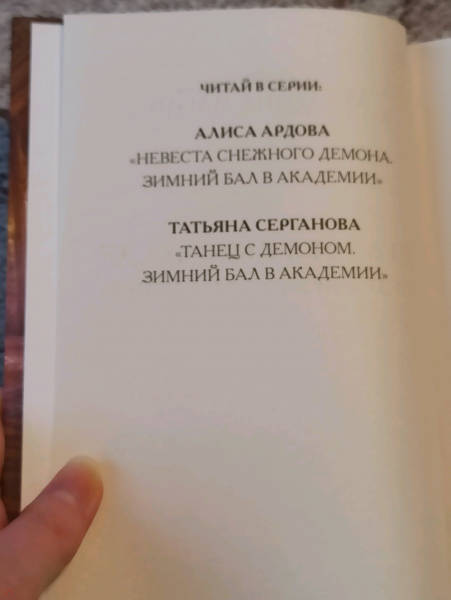 ЧИТАЙ В СЕРИИ:
АЛИСА АРДОВА
«НЕВЕСТА СНЕЖНОГО ДЕМОНА.
ЗИМНИЙ БАЛ В АКАДЕМИИ»
ТАТЬЯНА СЕРГАНОВА
«ТАНЕЦ С ДЕМОНОМ.
ЗИМНИЙ БАЛ В АКАДЕМИИ»